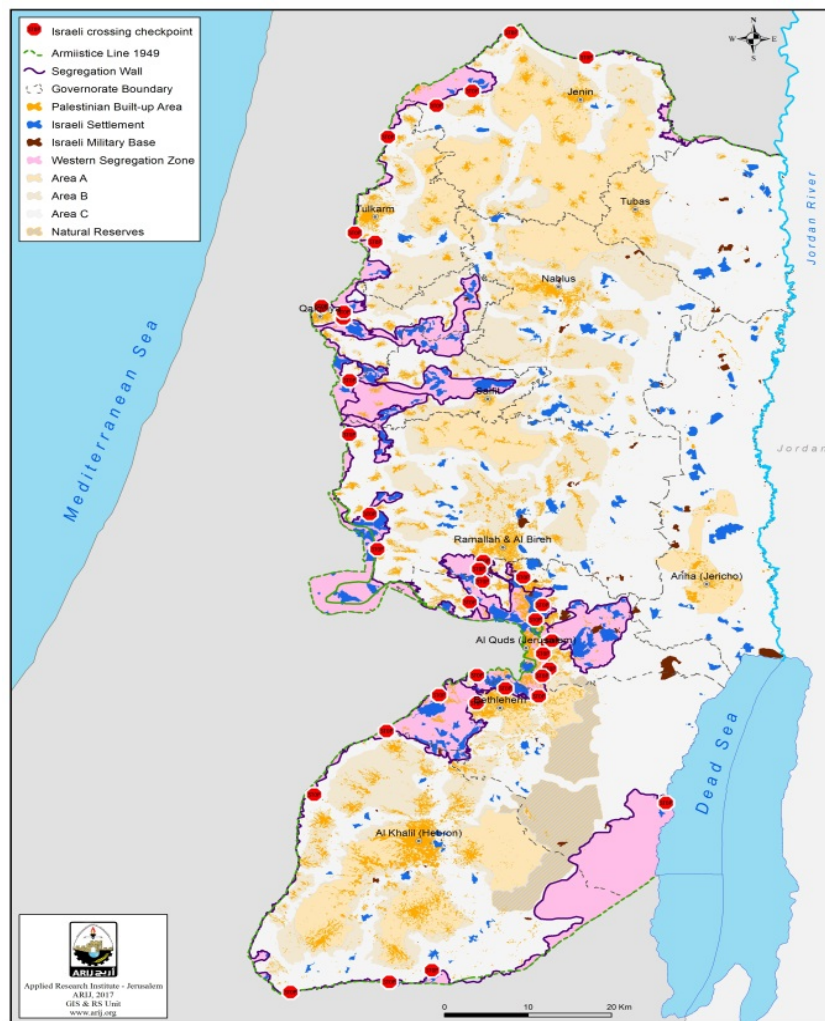 Israeli crossing checkpoint
Armiistice Line 1949
Segregation Wall
Governorate Boundary
Palestinian Built-up Area
Israeli Settlement
Israeli Military Base
Western Segregation Zone
Area A
Area B
Area C
Natural Reserves
N
W
E
S
Jenin
Tulkarm
Tubas
Nablus
Salfit
Jordan River
Jordan
Mediterranean Sea
Ramallah & Al Bireh
Ariha (Jericho)
Al Quds (Jerusalem)
Bethlehem
Dead Sea
Al Khalil (Hebron)
ARIJ أريج
Applied Research Institute - Jerusalem
ARIJ, 2017
GIS & RS Unit
www.arij.org
0 10 20 Km